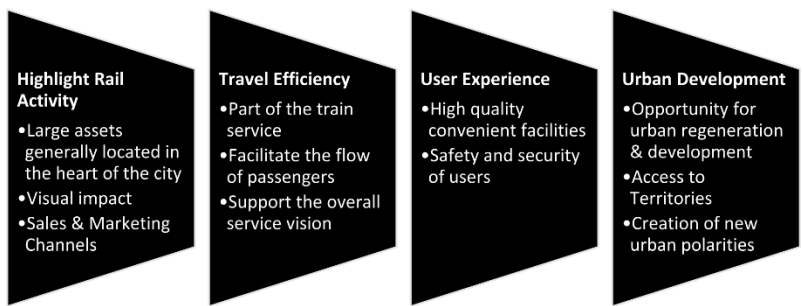 Highlight Rail
Activity
•Large assets
generally located in
the heart of the city
•Visual impact
•Sales & Marketing
Channels
Travel Efficiency
•Part of the train
service
•Facilitate the flow
of passengers
•Support the overall
service vision
User Experience
•High quality
convenient facilities
•Safety and security
of users
Urban Development
•Opportunity for
urban regeneration
& development
•Access to
Territories
•Creation of new
urban polarities